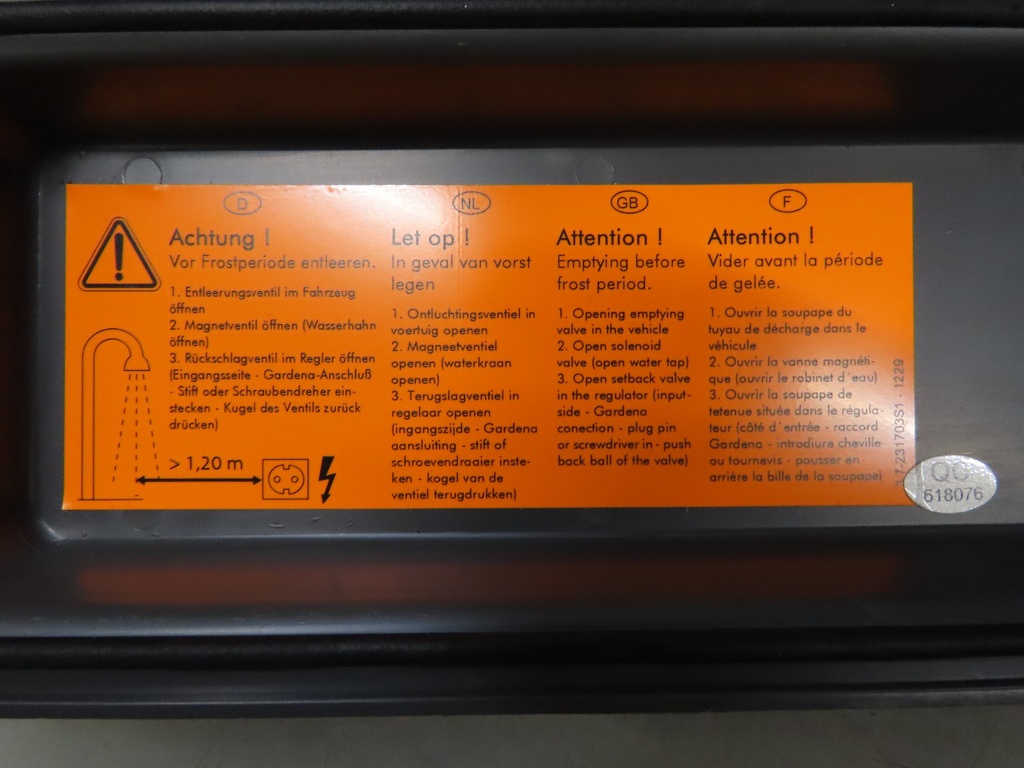 D
Achtung !
Vor Frostperiode entleeren.
1. Entleerungsventil im Fahrzeug
öffnen
2. Magnetventil öffnen (Wasserhahn
öffnen)
3. Rückschlagventil im Regler öffnen
(Eingangsseite - Gardena-Anschluß
- Stift oder Schraubendreher ein-
stecken - Kugel des Ventils zurück
drücken)
> 1,20 m
NL
Let op !
In geval van vorst
legen
1. Ontluchtingsventiel in
voertuig openen
2. Magneetventiel
openen (waterkraan
openen)
3. Terugslagventiel in
regelaar openen
(ingangszijde - Gardena
aansluiting - stift of
schroevendraaier inste-
ken - kogel van de
ventiel terugdrukken)
GB
Attention !
Emptying before
frost period.
1. Opening emptying
valve in the vehicle
2. Open solenoid
valve (open water tap)
3. Open setback valve
in the regulator (input-
side - Gardena
conection - plug pin
or screwdriver in - push
back ball of the valve)
F
Attention !
Vider avant la période
de gelée.
1. Ouvrir la soupape du
tuyau de décharge dans le
véhicule
2. Ouvrir la vanne magnéti-
que (ouvrir le robinet d´eau)
3. Ouvrir la soupape de
tetenue située dans le régula-
teur (côté d´entrée - raccord
Gardena - introdiure cheville
au tournevis - pousser en-
arrière la bille de la soupape)
7-231703S1 - 1229
QC
618076